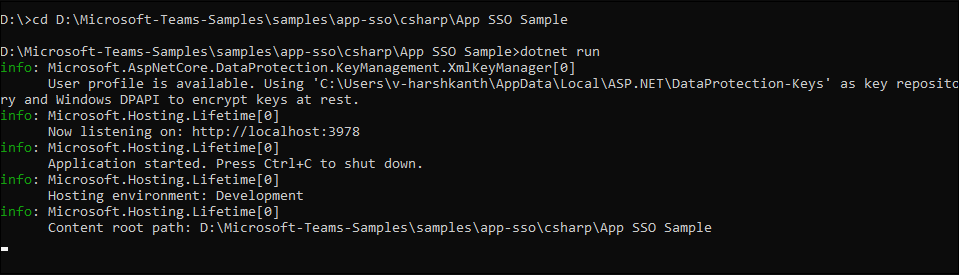 D:\>cd D:\Microsoft-Teams-Samples\samples\app-sso\csharp\App SSO Sample
D:\Microsoft-Teams-Samples\samples\app-sso\csharp\App SSO Sample>dotnet run
info: Microsoft.AspNetCore.DataProtection.KeyManagement.XmlKeyManager[0]
      User profile is available. Using 'C:\Users\v-harshkanth\AppData\Local\ASP.NET\DataProtection-Keys' as key reposito
ry and Windows DPAPI to encrypt keys at rest.
info: Microsoft.Hosting.Lifetime[0]
      Now listening on: http://localhost:3978
info: Microsoft.Hosting.Lifetime[0]
      Application started. Press Ctrl+C to shut down.
info: Microsoft.Hosting.Lifetime[0]
      Hosting environment: Development
info: Microsoft.Hosting.Lifetime[0]
      Content root path: D:\Microsoft-Teams-Samples\samples\app-sso\csharp\App SSO Sample